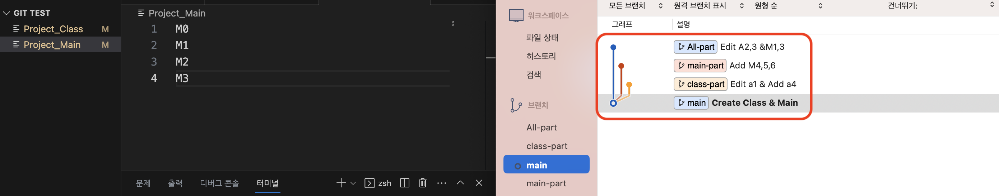 GIT TEST
Project_Class M
Project_Main M
Project_Main
1 M0
2 M1
3 M2
4 M3
문제 출력 디버그 콘솔 터미널 zsh
워크스페이스
파일 상태
히스토리
검색
브랜치
All-part
class-part
main
main-part
모든 브랜치 원격 브랜치 표시 원형 순 건너뛰기:
그래프 설명
All-part Edit A2,3 &M1,3
main-part Add M4,5,6
class-part Edit a1 & Add a4
main Create Class & Main